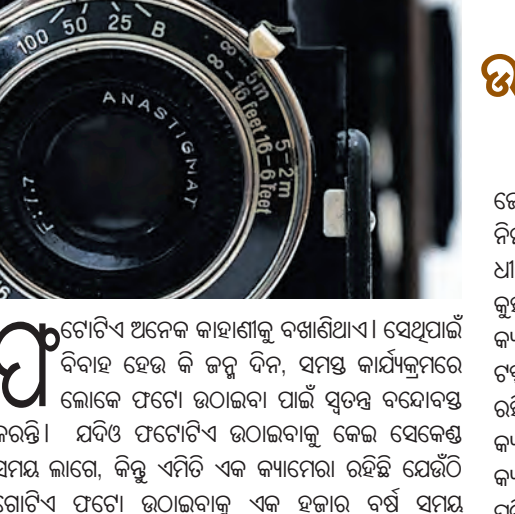 100 50 25 B
∞-5m 5-2m
∞-16feet 16-6feet
ANASTIGMAT
F:7.7
ଫଟୋଟିଏ ଅନେକ କାହାଣୀକୁ ବଖାଣିଥାଏ। ସେଥିପାଇଁ
ବିବାହ ହେଉ କି ଜନ୍ମ ଦିନ, ସମସ୍ତ କାର୍ଯ୍ୟକ୍ରମରେ
ଲୋକେ ଫଟୋ ଉଠାଇବା ପାଇଁ ସ୍ୱତନ୍ତ୍ର ବନ୍ଦୋବସ୍ତ
କରନ୍ତି। ଯଦିଓ ଫଟୋଟିଏ ଉଠାଇବାକୁ କେଇ ସେକେଣ୍ଡ
ସମୟ ଲାଗେ, କିନ୍ତୁ ଏମିତି ଏକ କ୍ୟାମେରା ରହିଛି ଯେଉଁଠି
ଗୋଟିଏ ଫଟୋ ଉଠାଇବାକୁ ଏକ ହଜାର ବର୍ଷ ସମୟ